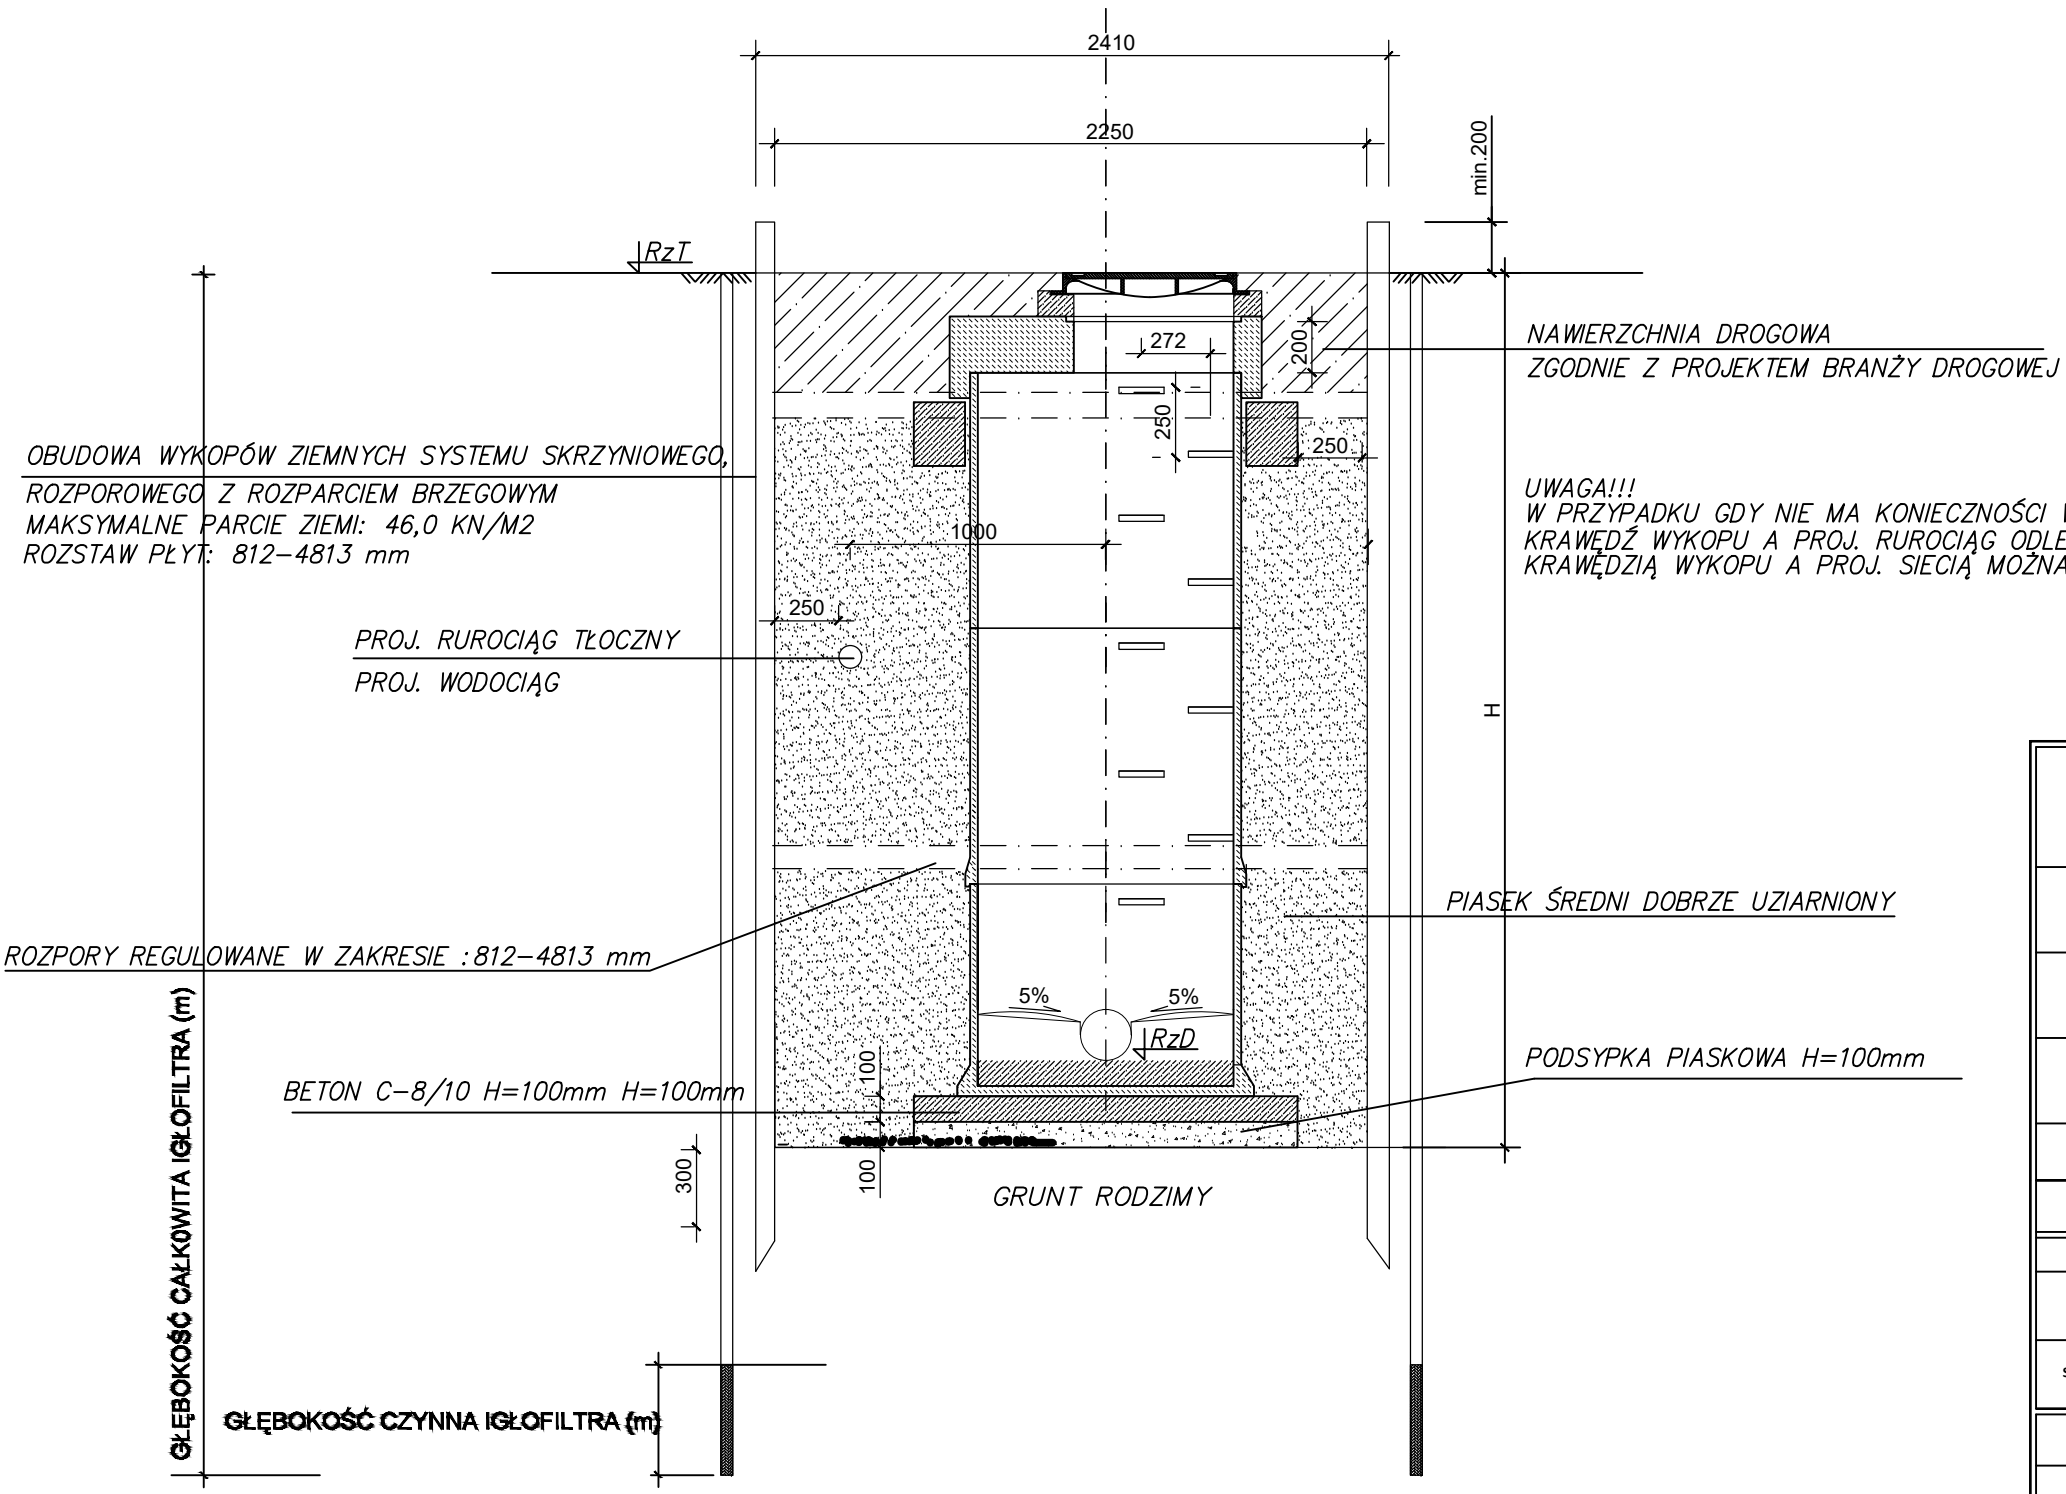 2410
2250
min.200
RzT
272
200
NAWIERZCHNIA DROGOWA
ZGODNIE Z PROJEKTEM BRANŻY DROGOWEJ
250
250
OBUDOWA WYKOPÓW ZIEMNYCH SYSTEMU SKRZYNIOWEGO,
ROZPOROWEGO Z ROZPARCIEM BRZEGOWYM
MAKSYMALNE PARCIE ZIEMI: 46,0 KN/M2
ROZSTAW PŁYT: 812-4813 mm
UWAGA!!!
W PRZYPADKU GDY NIE MA KONIECZNOŚCI
KRAWĘDŹ WYKOPU A PROJ. RUROCIĄG
KRAWĘDZIĄ WYKOPU A PROJ. SIECIĄ MOŻNA
1000
250
PROJ. RUROCIĄG TŁOCZNY
PROJ. WODOCIĄG
H
PIASEK ŚREDNI DOBRZE UZIARNIONY
ROZPORY REGULOWANE W ZAKRESIE :812-4813 mm
5%
5%
RzD
PODSYPKA PIASKOWA H=100mm
100
BETON C-8/10 H=100mm H=100mm
300
100
GRUNT RODZIMY
GŁĘBOKOŚĆ CAŁKOWITA IGŁOFILTRA (m)
GŁĘBOKOŚĆ CZYNNA IGŁOFILTRA (m)